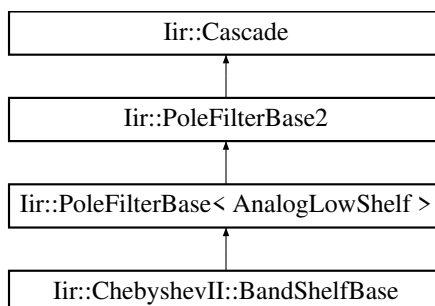 Iir::Cascade
Iir::PoleFilterBase2
Iir::PoleFilterBase< AnalogLowShelf >
Iir::ChebyshevII::BandShelfBase